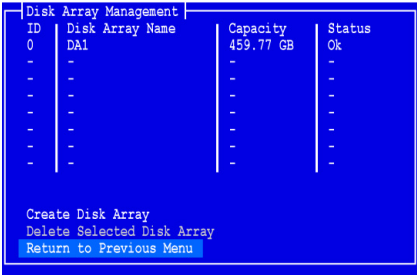 Disk Array Management
ID Disk Array Name Capacity Status
0 DA1 459.77 GB Ok
- - - -
- - - -
- - - -
- - - -
- - - -
- - - -
- - - -
Create Disk Array
Delete Selected Disk Array
Return to Previous Menu